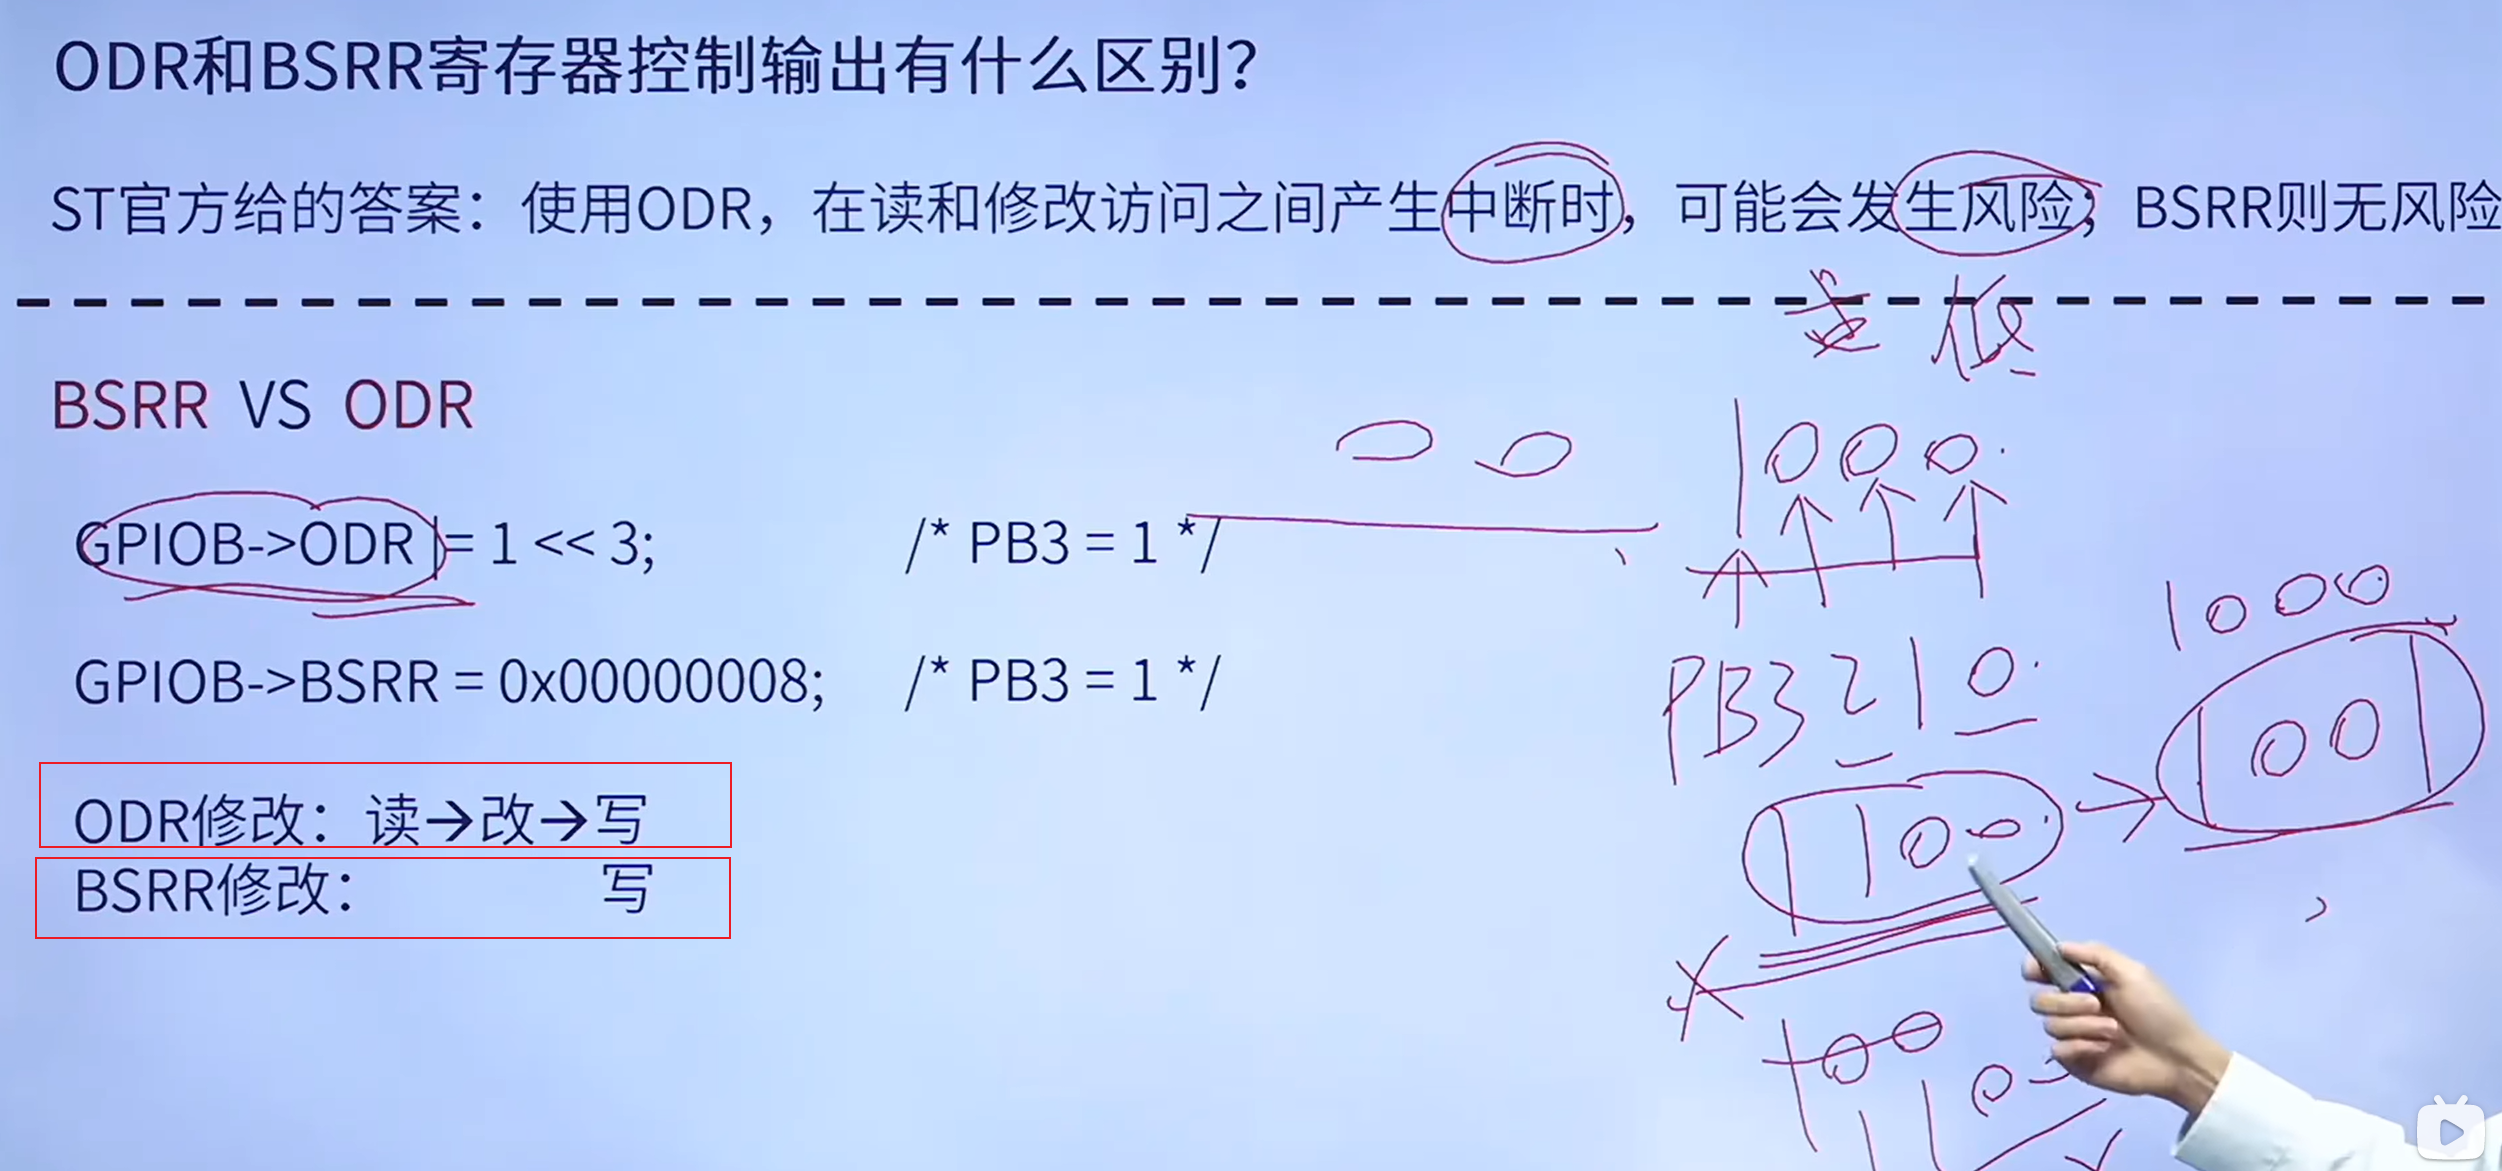 ODR和BSRR寄存器控制输出有什么区别？
ST官方给的答案：使用ODR，在读和修改访问之间产生中断时，可能会发生风险；BSRR则无风险
BSRR VS ODR
1000
GPIOB->ODR |= 1 << 3; /* PB3 = 1 */
1000
GPIOB->BSRR = 0x00000008; /* PB3 = 1 */
PB3 2 1 0
1100
1001
ODR修改：读→改→写
BSRR修改： 写